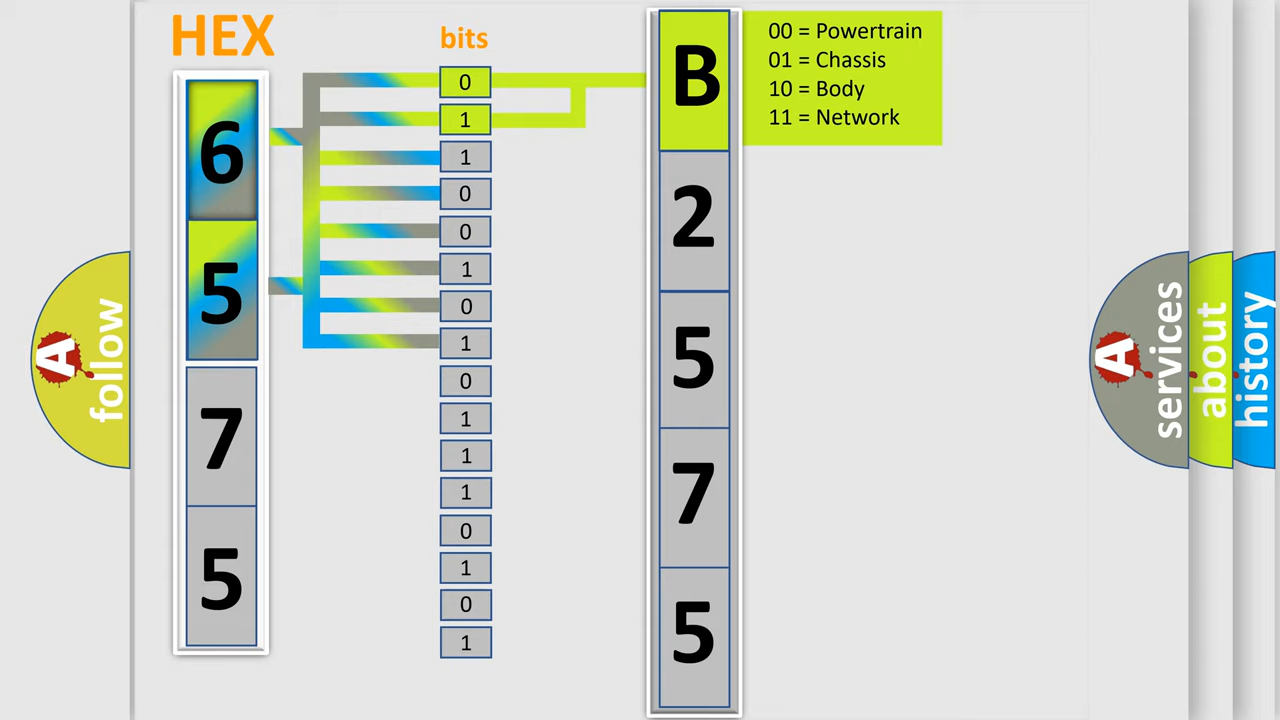 HEX
bits
6
5
7
5
0
1
1
0
0
1
0
1
0
1
1
1
0
1
0
1
B
2
5
7
5
00 = Powertrain
01 = Chassis
10 = Body
11 = Network
A
follow
A
services
about
history